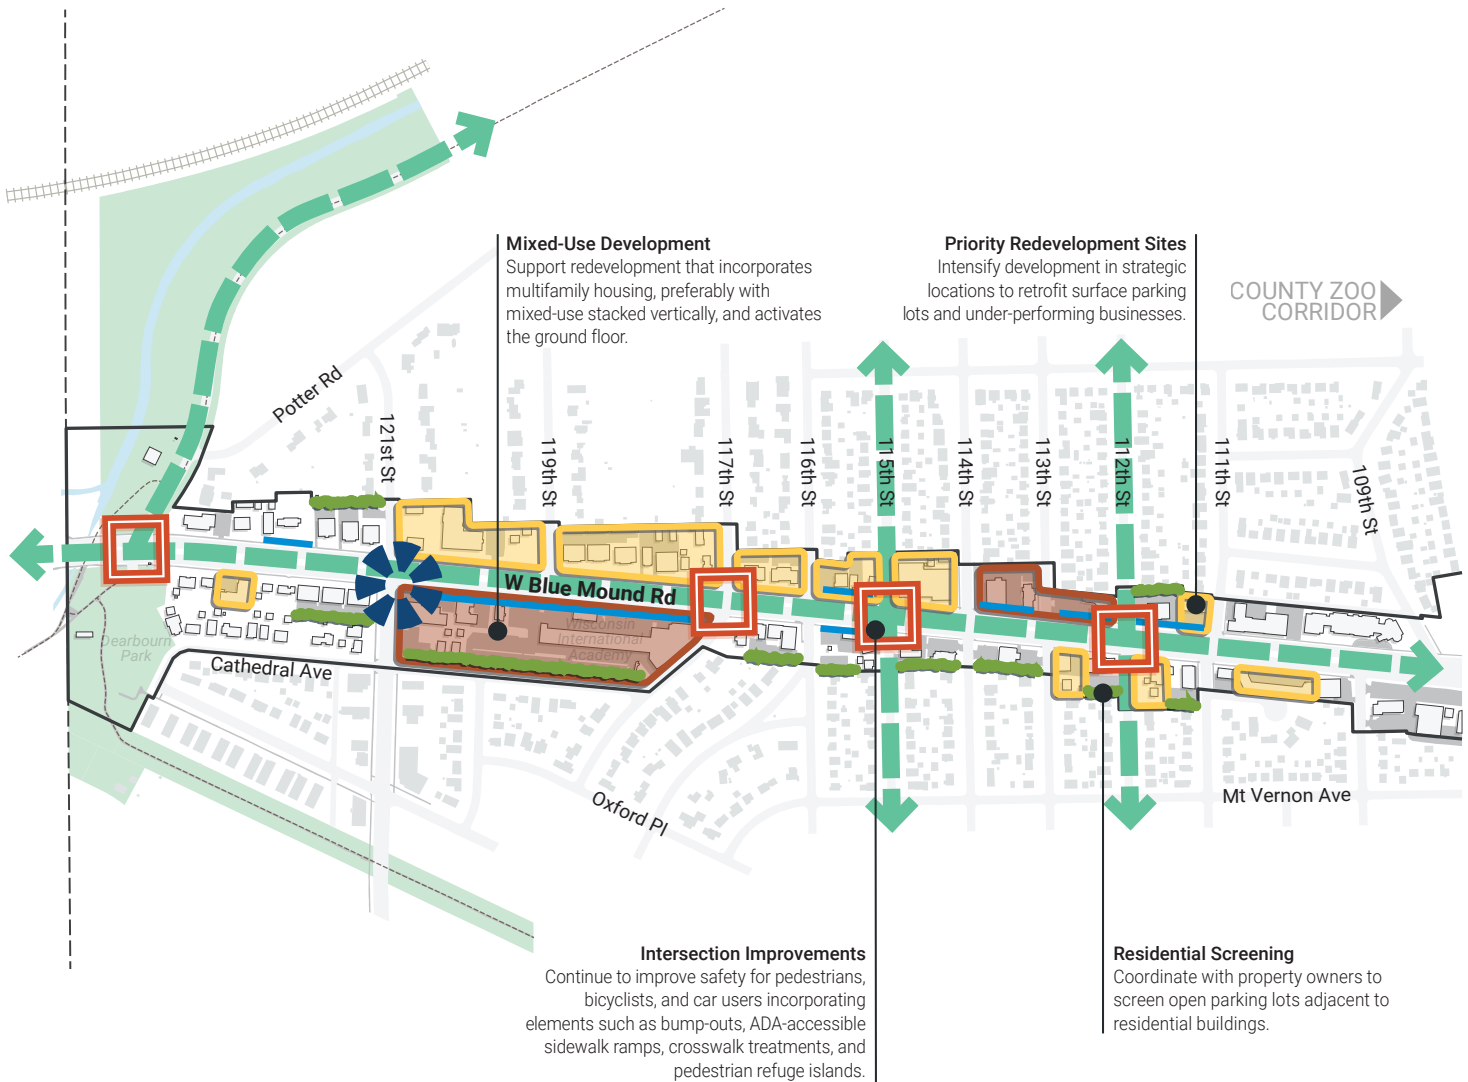 Mixed-Use Development
Support redevelopment that incorporates
multifamily housing, preferably with
mixed-use stacked vertically, and activates
the ground floor.
Priority Redevelopment Sites
Intensify development in strategic
locations to retrofit surface parking
lots and under-performing businesses.
COUNTY ZOO
CORRIDOR
Potter Rd
121st St
119th St
117th St
116th St
115th St
114th St
113th St
112th St
111th St
109th St
W Blue Mound Rd
Wisconsin
International
Academy
Dearbourn
Park
Cathedral Ave
Oxford Pl
Mt Vernon Ave
Intersection Improvements
Continue to improve safety for pedestrians,
bicyclists, and car users incorporating
elements such as bump-outs, ADA-accessible
sidewalk ramps, crosswalk treatments, and
pedestrian refuge islands.
Residential Screening
Coordinate with property owners to
screen open parking lots adjacent to
residential buildings.